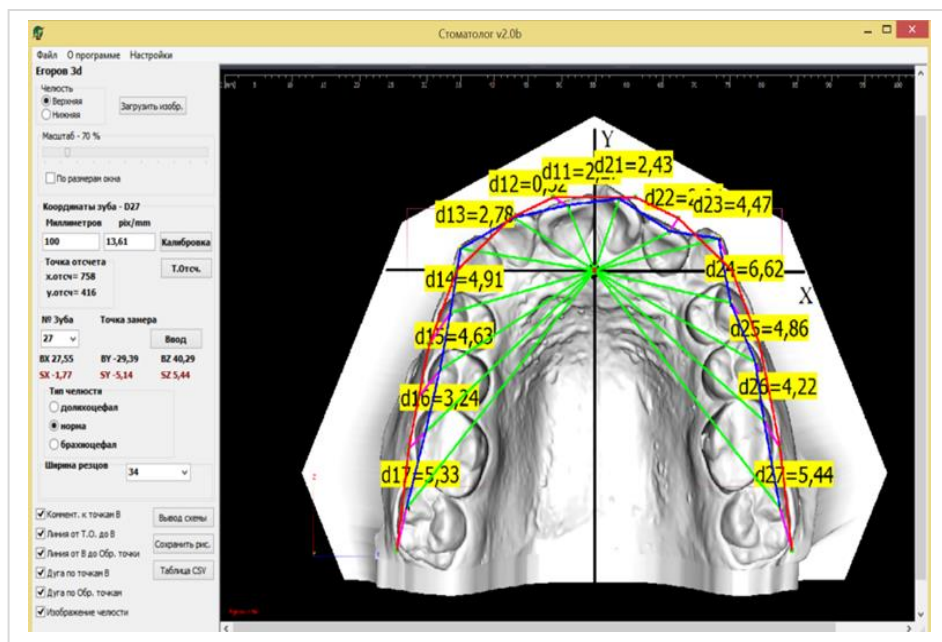 Стоматолог v2.0b
Файл О программе Настройки
Егоров 3d
Челюсть
Верхняя
Нижняя
Загрузить изобр.
Масштаб - 70 %
По размерам окна
Координаты зуба - D27
Миллиметров pix/mm
100 13,61 Калибровка
Точка отсчета
x.отсч= 758
y.отсч= 416
Т.Отсч.
№ Зуба Точка замера
27 Ввод
BX 27,55 BY -29,39 BZ 40,29
SX -1,77 SY -5,14 SZ 5,44
Тип челюсти
долихоцефал
норма
брахиоцефал
Ширина резцов 34
Коммент. к точкам В
Линия от Т.О. до В
Линия от В до Обр. точки
Дуга по точкам В
Дуга по Обр. точкам
Изображение челюсти
Вывод схемы
Сохранить рис.
Таблица CSV
Y
d21=2,43
d13=2,78
d23=4,47
d14=4,91
d24=6,62
X
d15=4,63
d25=4,86
d16=3,24
d26=4,22
d17=5,33
d27=5,44